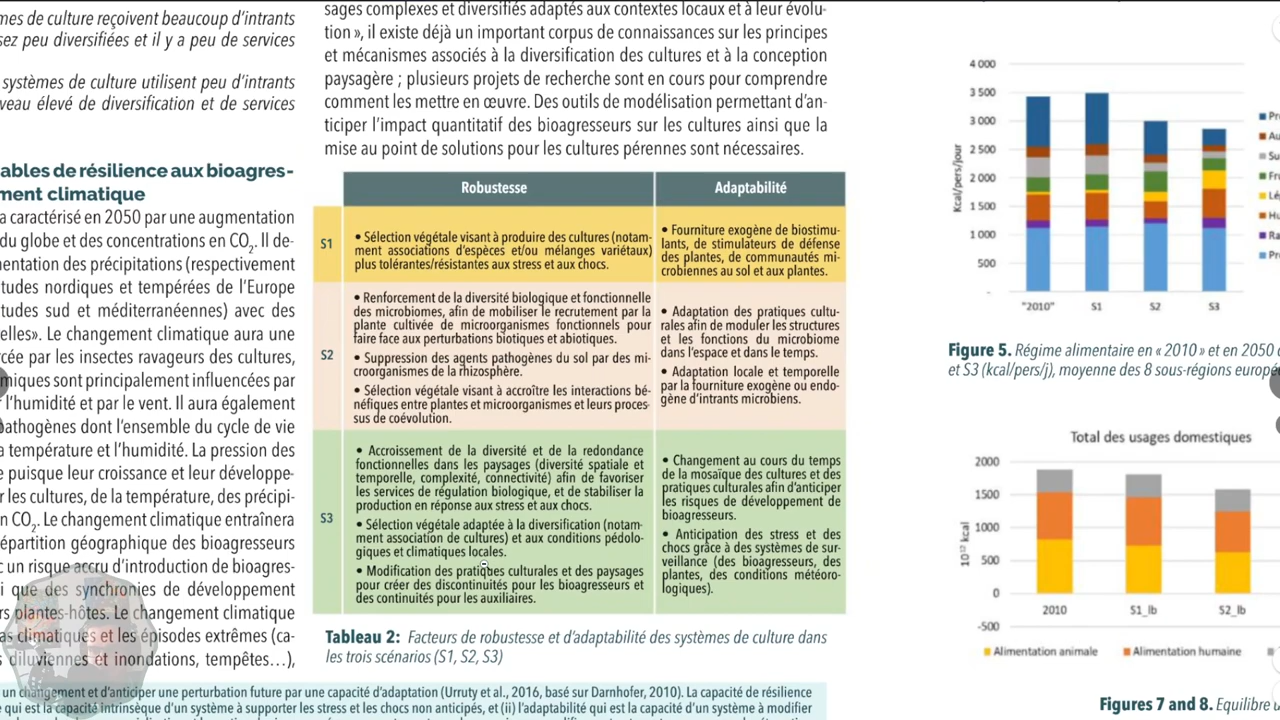 mes de culture reçoivent beaucoup d'intrants
sez peu diversifiées et il y a peu de services
systèmes de culture utilisent peu d'intrants
veau élevé de diversification et de services
ables de résilience aux bioagres-
ment climatique
a caractérisé en 2050 par une augmentation
du globe et des concentrations en CO2. Il de-
mentation des précipitations (respectivement
tudes nordiques et tempérées de l'Europe
tudes sud et méditerranéennes) avec des
elles». Le changement climatique aura une
rcée par les insectes ravageurs des cultures,
miques sont principalement influencées par
l'humidité et par le vent. Il aura également
pathogènes dont l'ensemble du cycle de vie
a température et l'humidité. La pression des
e puisque leur croissance et leur développe-
r les cultures, de la température, des précipi-
n CO2. Le changement climatique entraînera
épartition géographique des bioagresseurs
c un risque accru d'introduction de bioagres-
i que des synchronies de développement
rs plantes-hôtes. Le changement climatique
as climatiques et les épisodes extrêmes (ca-
s diluviennes et inondations, tempêtes…),
sages complexes et diversifiés adaptés aux contextes locaux et à leur évolu-
tion », il existe déjà un important corpus de connaissances sur les principes
et mécanismes associés à la diversification des cultures et à la conception
paysagère ; plusieurs projets de recherche sont en cours pour comprendre
comment les mettre en œuvre. Des outils de modélisation permettant d'an-
ticiper l'impact quantitatif des bioagresseurs sur les cultures ainsi que la
mise au point de solutions pour les cultures pérennes sont nécessaires.
Robustesse Adaptabilité
S1
• Sélection végétale visant à produire des cultures (notam-
ment associations d'espèces et/ou mélanges variétaux)
plus tolérantes/résistantes aux stress et aux chocs.
• Fourniture exogène de biostimu-
lants, de stimulateurs de défense
des plantes, de communautés mi-
crobiennes au sol et aux plantes.
S2
• Renforcement de la diversité biologique et fonctionnelle
des microbiomes, afin de mobiliser le recrutement par la
plante cultivée de microorganismes fonctionnels pour
faire face aux perturbations biotiques et abiotiques.
• Suppression des agents pathogènes du sol par des mi-
croorganismes de la rhizosphère.
• Sélection végétale visant à accroître les interactions bé-
néfiques entre plantes et microorganismes et leurs proces-
sus de coévolution.
• Adaptation des pratiques cultu-
rales afin de moduler les structures
et les fonctions du microbiome
dans l'espace et dans le temps.
• Adaptation locale et temporelle
par la fourniture exogène ou endo-
gène d'intrants microbiens.
S3
• Accroissement de la diversité et de la redondance
fonctionnelles dans les paysages (diversité spatiale et
temporelle, complexité, connectivité) afin de favoriser
les services de régulation biologique, et de stabiliser la
production en réponse aux stress et aux chocs.
• Sélection végétale adaptée à la diversification (notam-
ment association de cultures) et aux conditions pédolo-
giques et climatiques locales.
• Modification des pratiques culturales et des paysages
pour créer des discontinuités pour les bioagresseurs et
des continuités pour les auxiliaires.
• Changement au cours du temps
de la mosaïque des cultures et des
pratiques culturales afin d'anticiper
les risques de développement de
bioagresseurs.
• Anticipation des stress et des
chocs grâce à des systèmes de sur-
veillance (des bioagresseurs, des
plantes, des conditions météoro-
logiques).
Tableau 2: Facteurs de robustesse et d'adaptabilité des systèmes de culture dans
les trois scénarios (S1, S2, S3)
un changement et d'anticiper une perturbation future par une capacité d'adaptation (Urruty et al., 2016, basé sur Darnhofer, 2010). La capacité de résilience
e qui est la capacité intrinsèque d'un système à supporter les stress et les chocs non anticipés, et (ii) l'adaptabilité qui est la capacité d'un système à modifier
Kcal/pers/jour
4 000
3 500
3 000
2 500
2 000
1 500
1 000
500
-
"2010" S1 S2 S3
Pr
Au
Su
Fru
Lé
Hu
Ra
Pr
Figure 5. Régime alimentaire en « 2010 » et en 2050
et S3 (kcal/pers/j), moyenne des 8 sous-régions europé
Total des usages domestiques
10¹² kcal
2000
1500
1000
500
0
-500
2010 S1_lb S2_lb
Alimentation animale Alimentation humaine
Figures 7 and 8. Equilibre